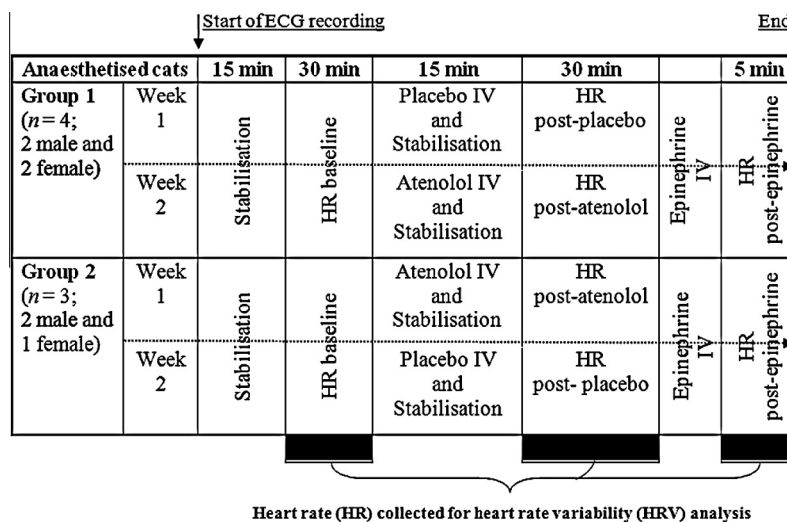 Start of ECG recording End
Anaesthetised cats 15 min 30 min 15 min 30 min 5 min
Group 1
(n= 4;
2 male and
2 female)
Week
1
Week
2
Stabilisation
HR baseline
Placebo IV
and
Stabilisation
Atenolol IV
and
Stabilisation
HR
post-placebo
HR
post-atenolol
Epinephrine
IV
HR
post-epinephrine
Group 2
(n= 3;
2 male and
1 female)
Week
1
Week
2
Stabilisation
HR baseline
Atenolol IV
and
Stabilisation
Placebo IV
and
Stabilisation
HR
post-atenolol
HR
post- placebo
Epinephrine
IV
HR
post-epinephrine
Heart rate (HR) collected for heart rate variability (HRV) analysis